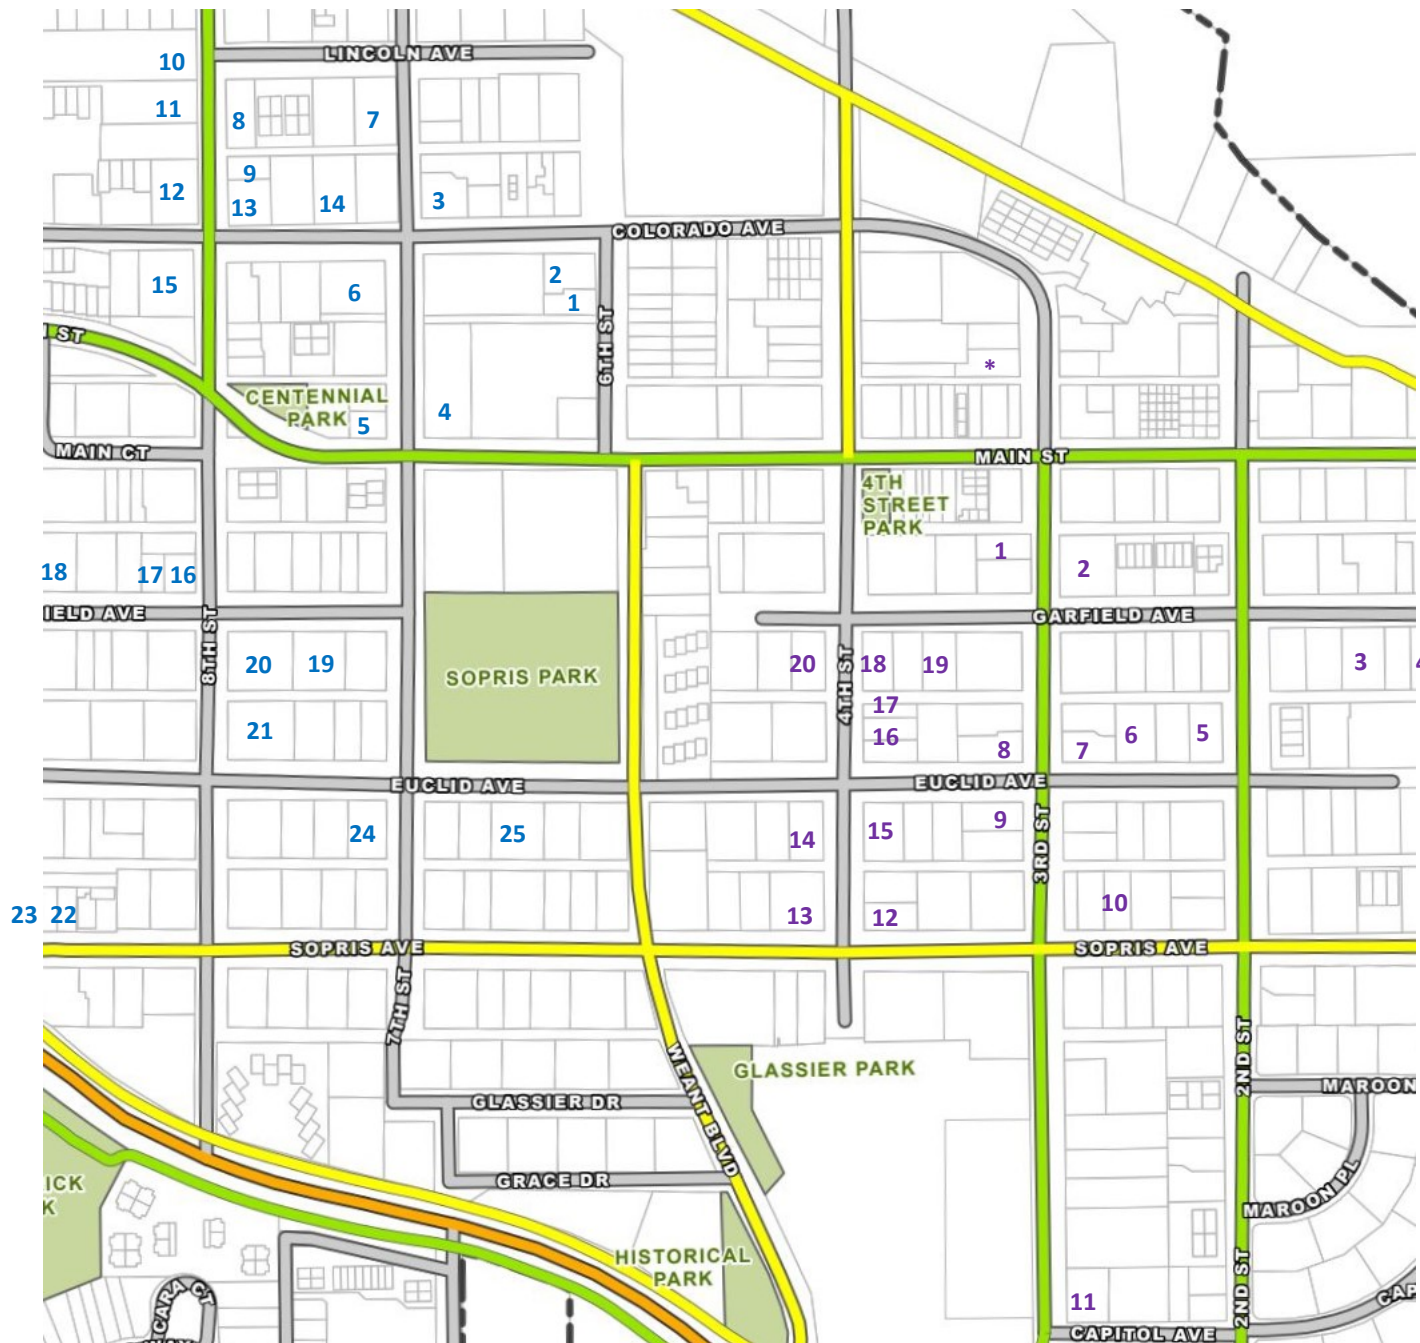 LINCOLN AVE
10
11
8
7
9
12
13
14
3
COLORADO AVE
15
6
2
1
6TH ST
ST
*
CENTENNIAL
PARK
5
4
MAIN CT
MAIN ST
4TH
STREET
PARK
18
17
16
1
2
IELD AVE
8TH ST
GARFIELD AVE
20
19
SOPRIS PARK
20
4TH ST
18
19
3
4
21
17
16
8
7
6
5
EUCLID AVE
EUCLID AVE
24
25
14
15
9
3RD ST
23
22
13
12
10
SOPRIS AVE
SOPRIS AVE
7TH ST
2ND ST
WEANT BLVD
GLASSIER PARK
GLASSIER DR
MAROON
ICK
K
GRACE DR
MAROON PL
HISTORICAL
PARK
2ND ST
CARA CT
11
CAP
CAPITOL AVE